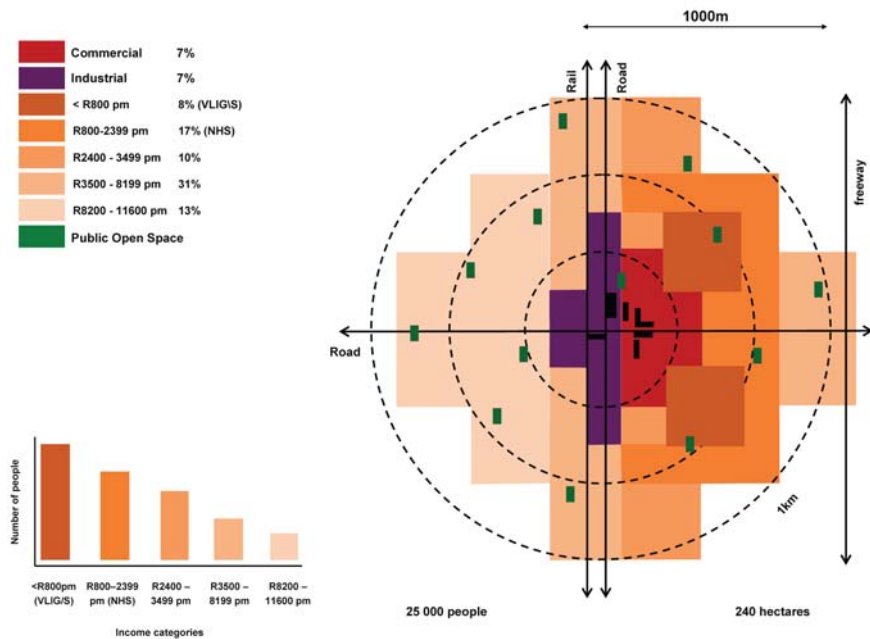 Commercial 7%
Industrial 7%
< R800 pm 8% (VLIG\S)
R800-2399 pm 17% (NHS)
R2400 - 3499 pm 10%
R3500 - 8199 pm 31%
R8200 - 11600 pm 13%
Public Open Space
1000m
Rail
Road
freeway
Road
1km
Number of people
<R800pm
(VLIG/S)
R800–2399
pm (NHS)
R2400 –
3499 pm
R3500 –
8199 pm
R8200 –
11600 pm
Income categories
25 000 people
240 hectares